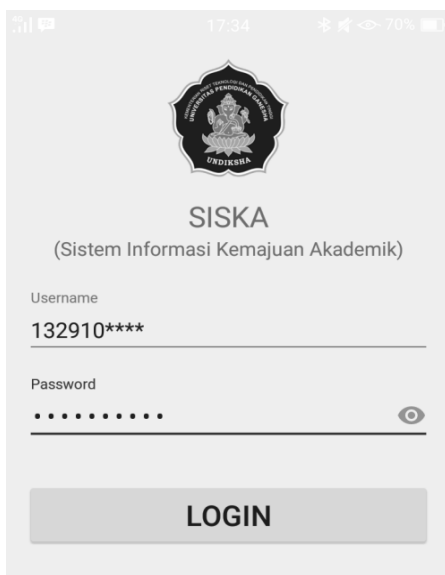 17:34 70%
UNIVERSITAS PENDIDIKAN GANESHA
UNDIKSHA
SISKA
(Sistem Informasi Kemajuan Akademik)
Username
132910****
Password
LOGIN